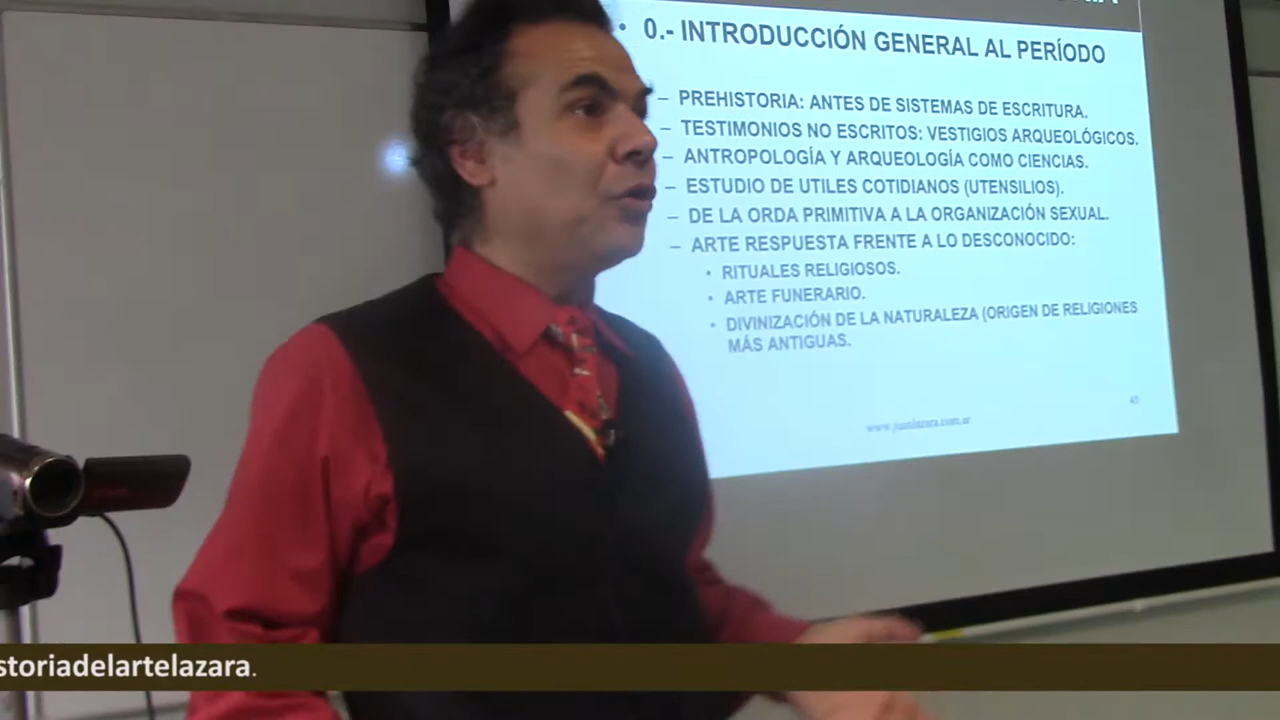 0.- INTRODUCCIÓN GENERAL AL PERÍODO
– PREHISTORIA: ANTES DE SISTEMAS DE ESCRITURA.
– TESTIMONIOS NO ESCRITOS: VESTIGIOS ARQUEOLÓGICOS.
– ANTROPOLOGÍA Y ARQUEOLOGÍA COMO CIENCIAS.
– ESTUDIO DE UTILES COTIDIANOS (UTENSILIOS).
– DE LA ORDA PRIMITIVA A LA ORGANIZACIÓN SEXUAL.
– ARTE RESPUESTA FRENTE A LO DESCONOCIDO:
• RITUALES RELIGIOSOS.
• ARTE FUNERARIO.
• DIVINIZACIÓN DE LA NATURALEZA (ORIGEN DE RELIGIONES
MÁS ANTIGUAS.
www.juanlazara.com.ar
storiadelartelazara.